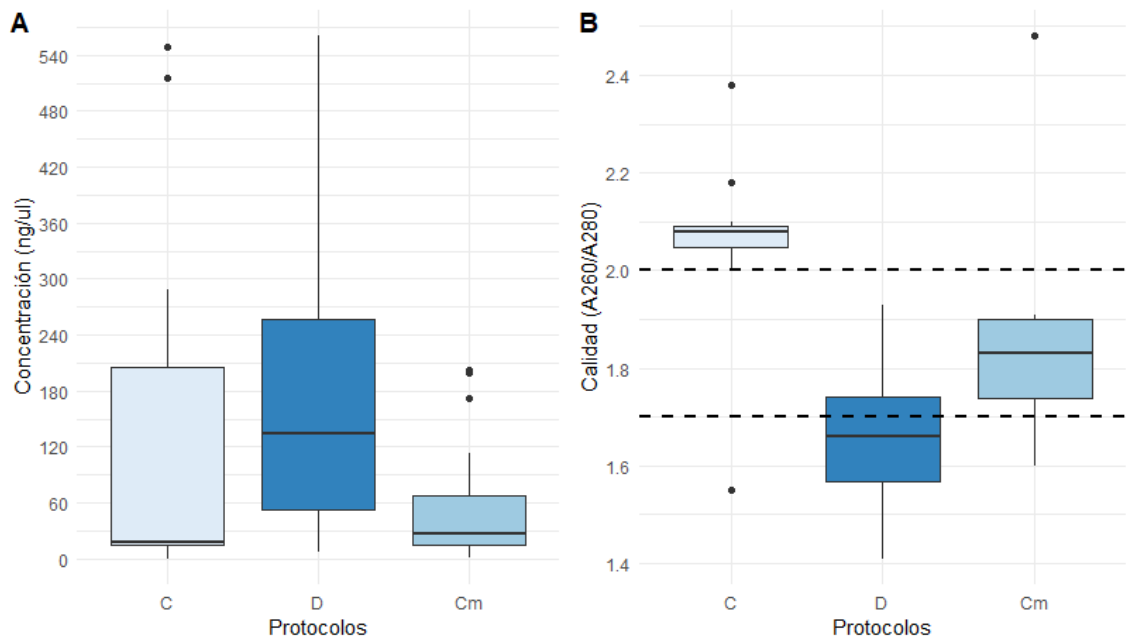 A
Concentración (ng/ul)
540
480
420
360
300
240
180
120
60
0
C D Cm
Protocolos
B
Calidad (A260/A280)
2.4
2.2
2.0
1.8
1.6
1.4
C D Cm
Protocolos